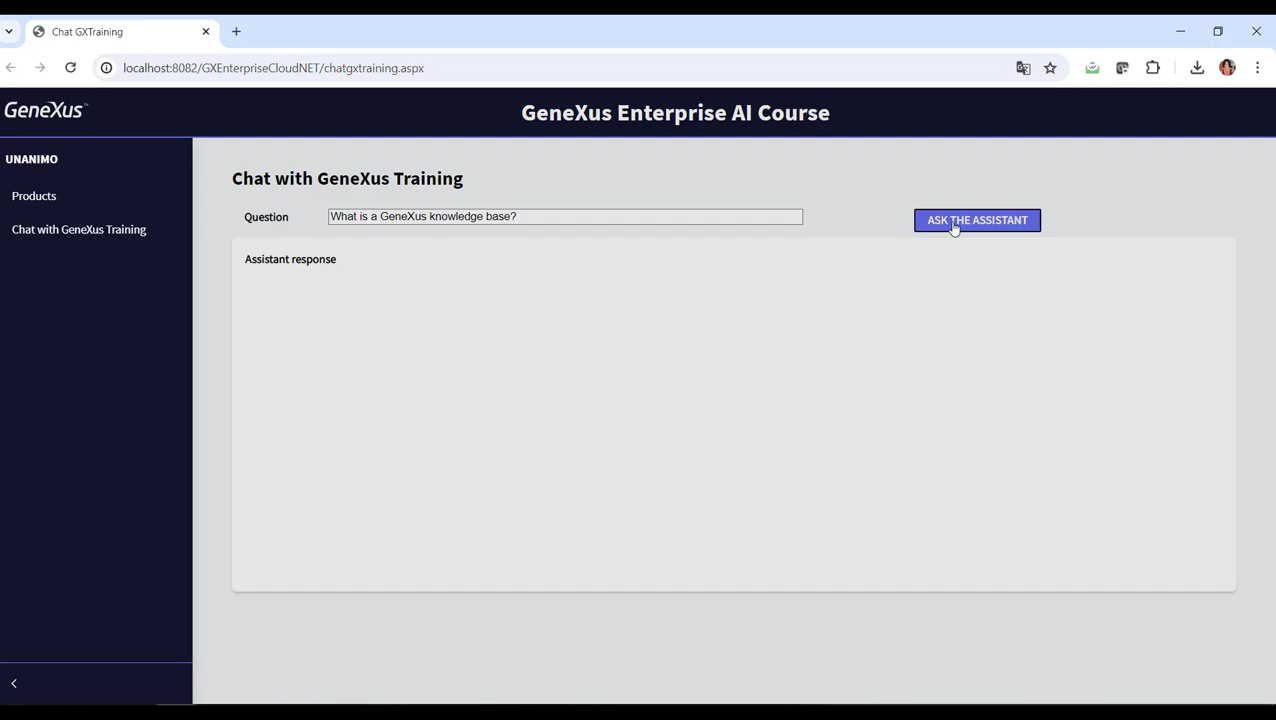 Chat GXTraining
localhost:8082/GXEnterpriseCloudNET/chatgxtraining.aspx
GeneXus™
GeneXus Enterprise AI Course
UNANIMO
Products
Chat with GeneXus Training
Chat with GeneXus Training
Question
What is a GeneXus knowledge base?
ASK THE ASSISTANT
Assistant response